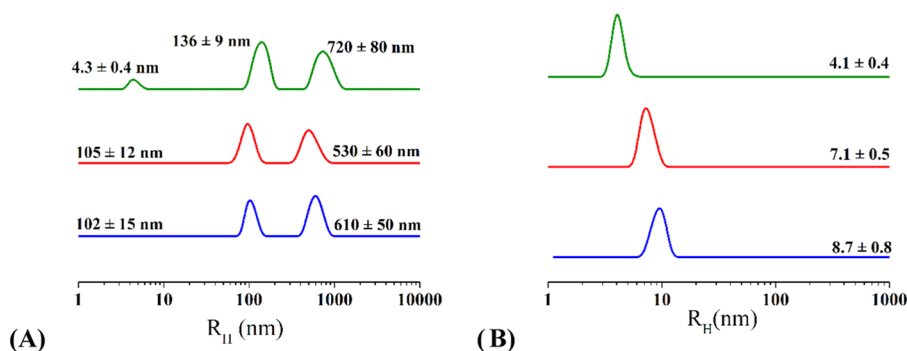 136 ± 9 nm
720 ± 80 nm
4.3 ± 0.4 nm
105 ± 12 nm
530 ± 60 nm
102 ± 15 nm
610 ± 50 nm
1 10 100 1000 10000
R_H (nm)
(A)
4.1 ± 0.4
7.1 ± 0.5
8.7 ± 0.8
1 10 100 1000
R_H(nm)
(B)